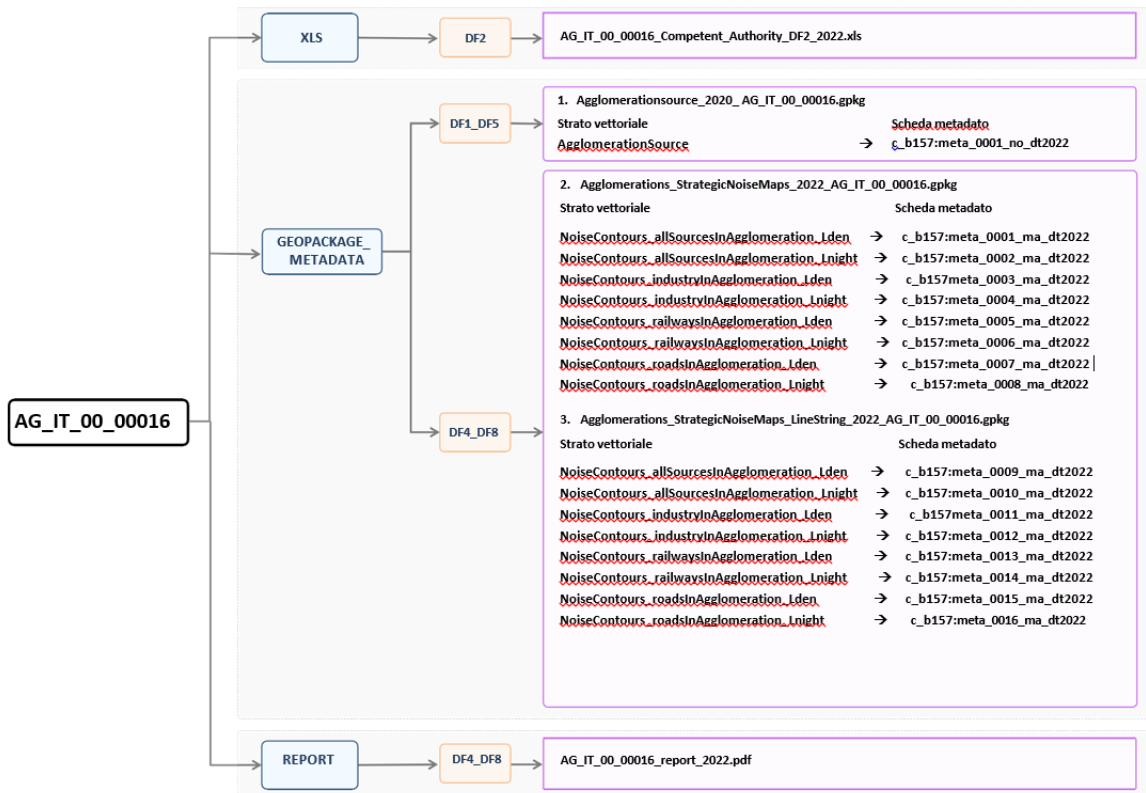 XLS
DF2
AG_IT_00_00016_Competent_Authority_DF2_2022.xls
DF1_DF5
1. Agglomerationsource_2020_ AG_IT_00_00016.gpkg
Strato vettoriale Scheda metadato
AgglomerationSource → c_b157:meta_0001_no_dt2022
GEOPACKAGE_
METADATA
2. Agglomerations_StrategicNoiseMaps_2022_AG_IT_00_00016.gpkg
Strato vettoriale Scheda metadato
NoiseContours_allSourcesInAgglomeration_Lden → c_b157:meta_0001_ma_dt2022
NoiseContours_allSourcesInAgglomeration_Lnight → c_b157:meta_0002_ma_dt2022
NoiseContours_industryInAgglomeration_Lden → c_b157:meta_0003_ma_dt2022
NoiseContours_industryInAgglomeration_Lnight → c_b157:meta_0004_ma_dt2022
NoiseContours_railwaysInAgglomeration_Lden → c_b157:meta_0005_ma_dt2022
NoiseContours_railwaysInAgglomeration_Lnight → c_b157:meta_0006_ma_dt2022
NoiseContours_roadsInAgglomeration_Lden → c_b157:meta_0007_ma_dt2022
NoiseContours_roadsInAgglomeration_Lnight → c_b157:meta_0008_ma_dt2022
AG_IT_00_00016
DF4_DF8
3. Agglomerations_StrategicNoiseMaps_LineString_2022_AG_IT_00_00016.gpkg
Strato vettoriale Scheda metadato
NoiseContours_allSourcesInAgglomeration_Lden → c_b157:meta_0009_ma_dt2022
NoiseContours_allSourcesInAgglomeration_Lnight → c_b157:meta_0010_ma_dt2022
NoiseContours_industryInAgglomeration_Lden → c_b157:meta_0011_ma_dt2022
NoiseContours_industryInAgglomeration_Lnight → c_b157:meta_0012_ma_dt2022
NoiseContours_railwaysInAgglomeration_Lden → c_b157:meta_0013_ma_dt2022
NoiseContours_railwaysInAgglomeration_Lnight → c_b157:meta_0014_ma_dt2022
NoiseContours_roadsInAgglomeration_Lden → c_b157:meta_0015_ma_dt2022
NoiseContours_roadsInAgglomeration_Lnight → c_b157:meta_0016_ma_dt2022
REPORT
DF4_DF8
AG_IT_00_00016_report_2022.pdf